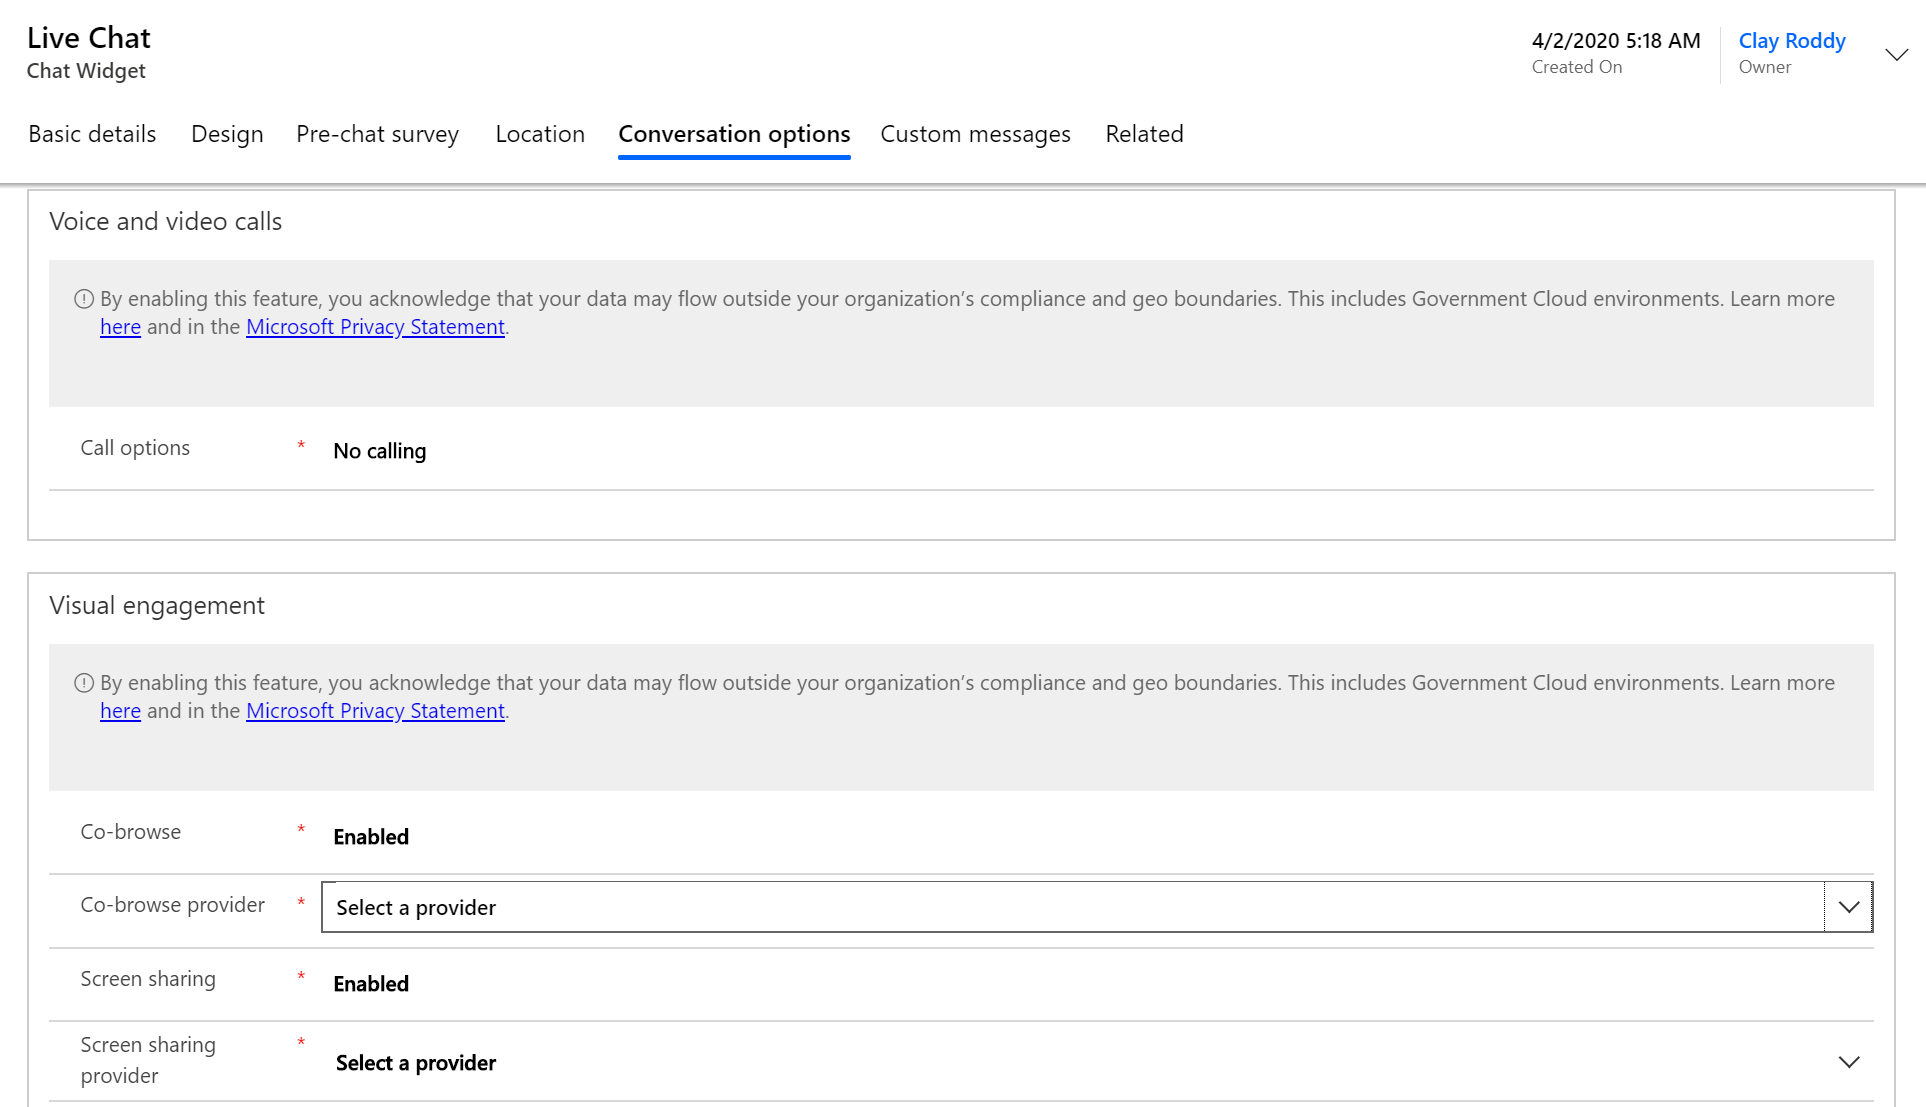 Live Chat
Chat Widget
4/2/2020 5:18 AM
Created On
Clay Roddy
Owner
Basic details Design Pre-chat survey Location Conversation options Custom messages Related
Voice and video calls
By enabling this feature, you acknowledge that your data may flow outside your organization’s compliance and geo boundaries. This includes Government Cloud environments. Learn more
here and in the Microsoft Privacy Statement.
Call options * No calling
Visual engagement
By enabling this feature, you acknowledge that your data may flow outside your organization’s compliance and geo boundaries. This includes Government Cloud environments. Learn more
here and in the Microsoft Privacy Statement.
Co-browse * Enabled
Co-browse provider * Select a provider
Screen sharing * Enabled
Screen sharing
provider * Select a provider